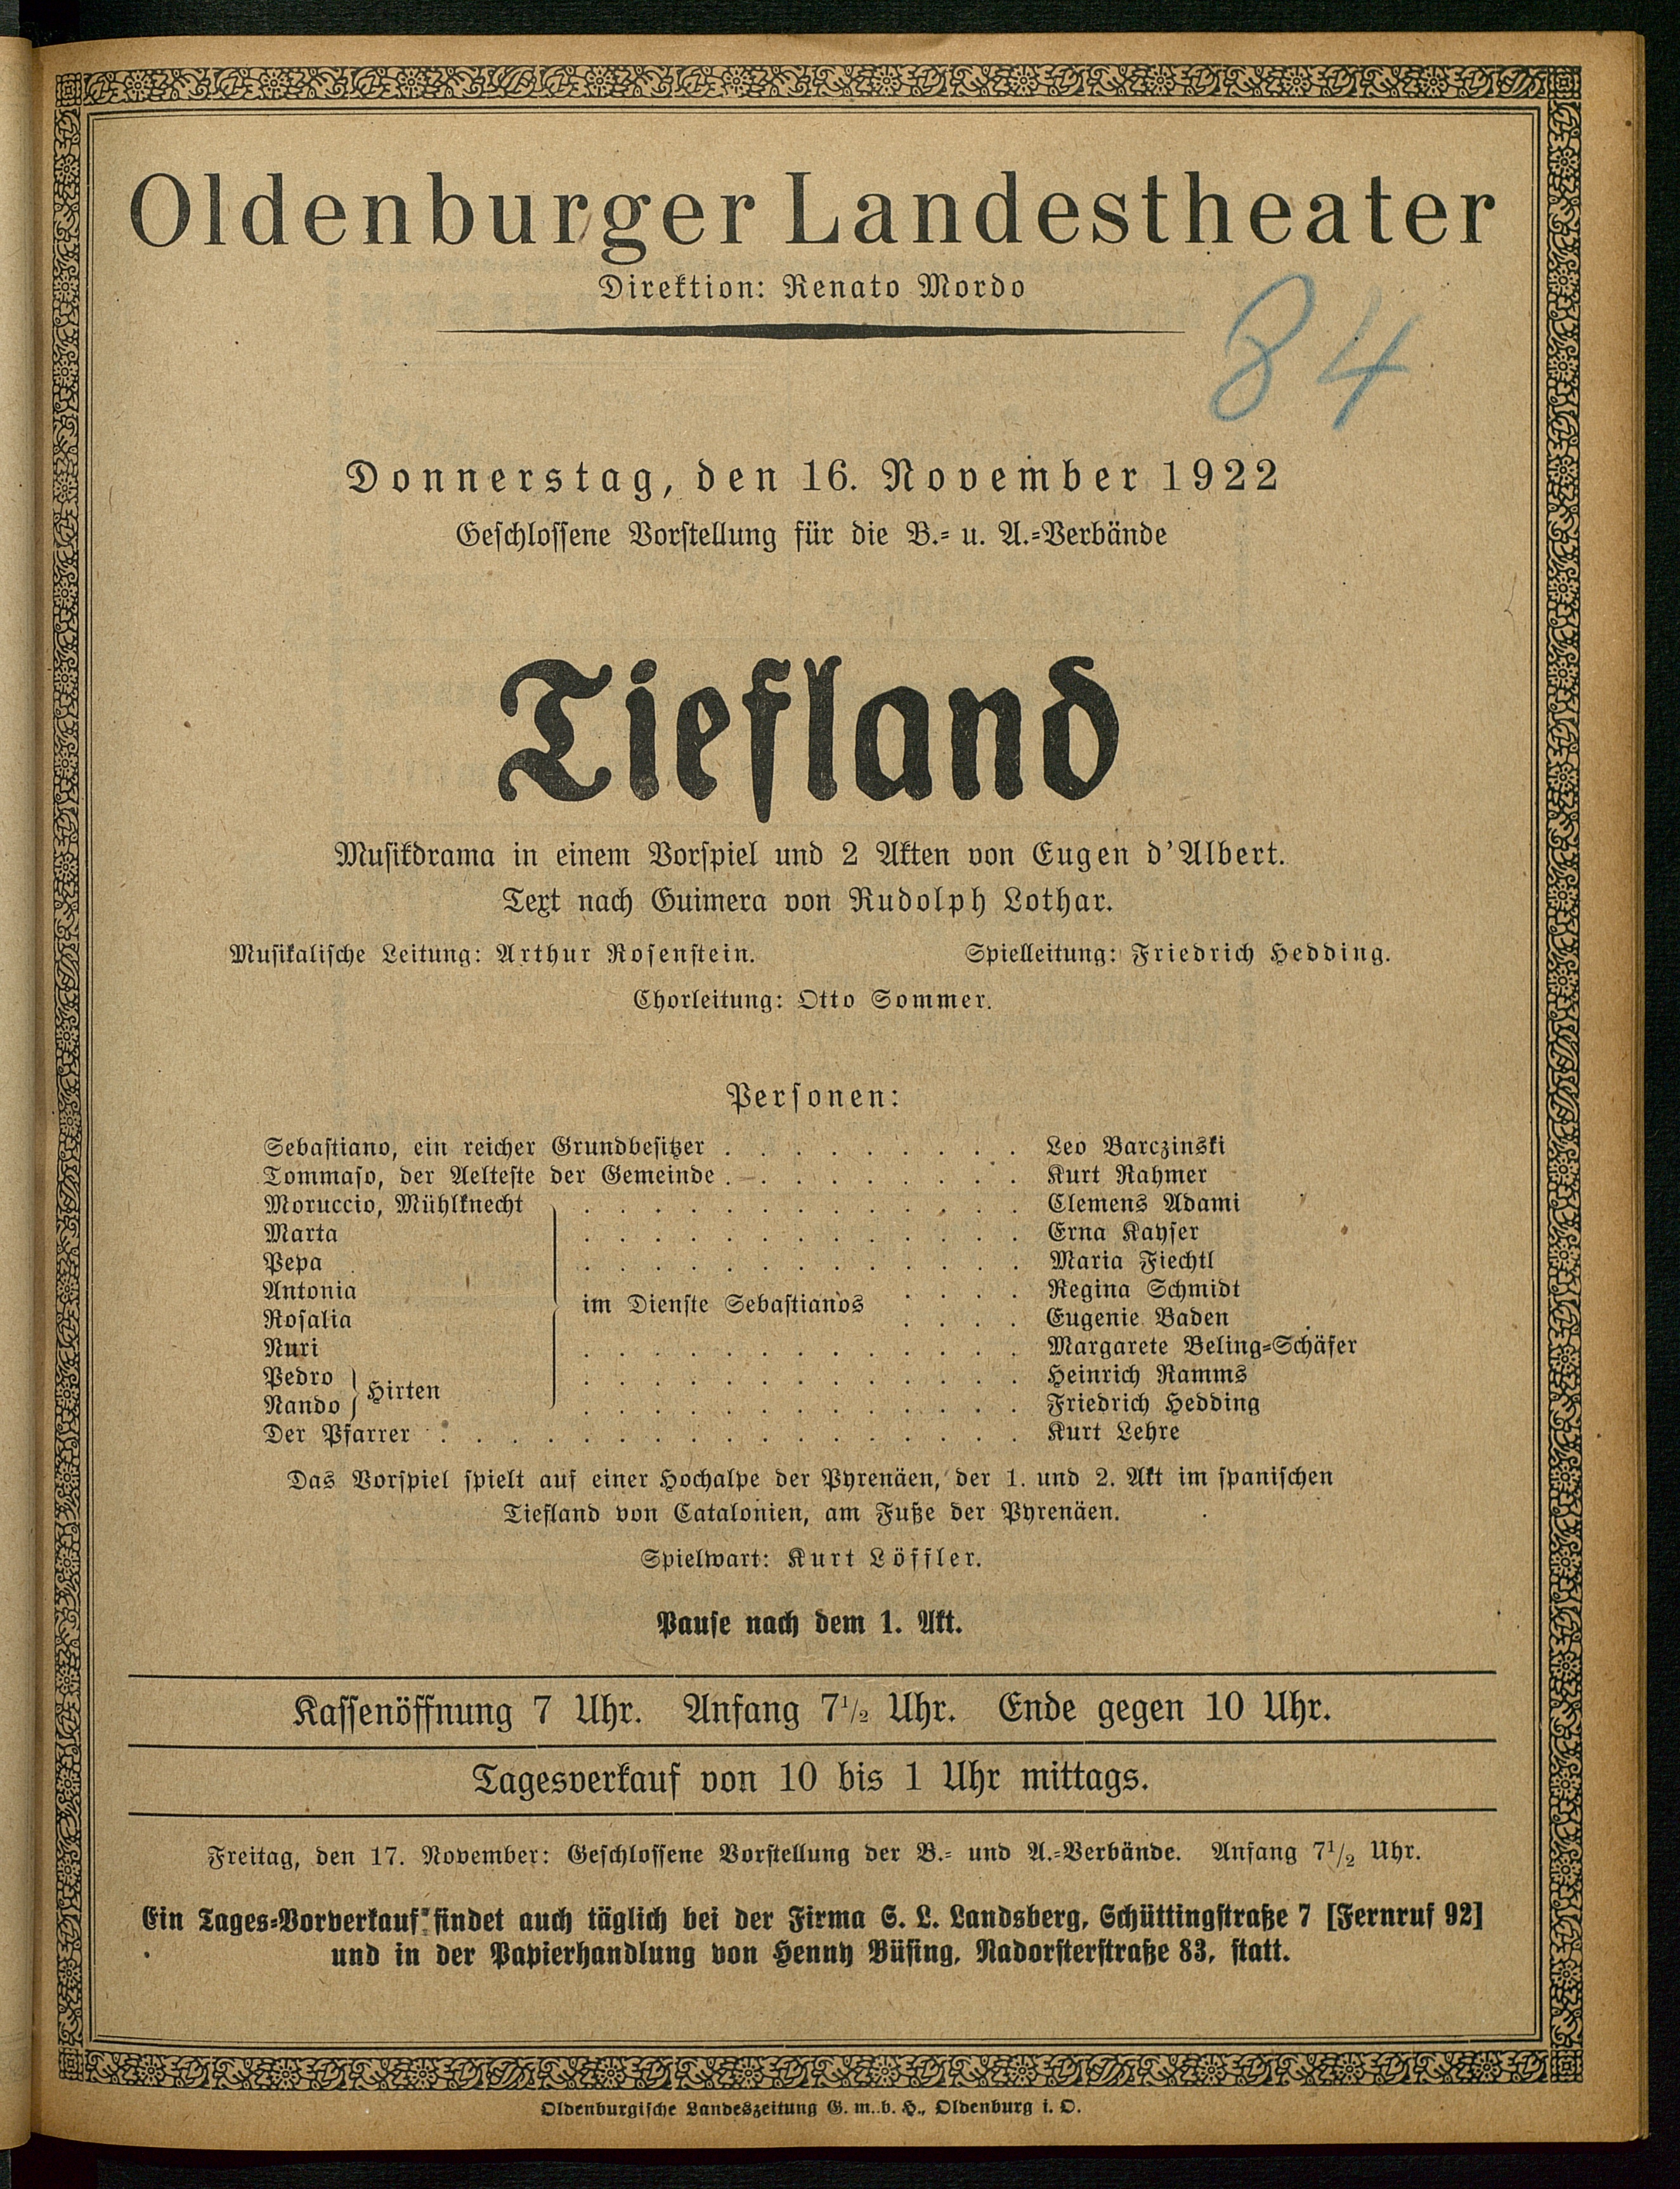 Oldenburger Landestheater
Direktion: Renato Mordo
84
Donnerstag, den 16. November 1922
Geschlossene Vorstellung für die B.- u. A.-Verbände
Tiefland
Musikdrama in einem Vorspiel und 2 Akten von Eugen d'Albert.
Text nach Guimera von Rudolph Lothar.
Musikalische Leitung: Arthur Rosenstein. Spielleitung: Friedrich Hedding.
Chorleitung: Otto Sommer.
Personen:
Sebastiano, ein reicher Grundbesitzer . . . . . . . . . Leo Barczinski
Tommaso, der Aelteste der Gemeinde . . . . . . . . . Kurt Rahmer
Moruccio, Mühlknecht . . . . . . . . . . . . . Clemens Adami
Marta . . . . . . . . . . . . . Erna Kayser
Pepa . . . . . . . . . . . . . Maria Fiechtl
Antonia . . . . Regina Schmidt
im Dienste Sebastianos
Rosalia . . . . Eugenie Baden
Nuri . . . . . . . . . . . . . Margarete Beling-Schäfer
Pedro . . . . . . . . . . . . . Heinrich Ramms
Hirten
Nando . . . . . . . . . . . . . Friedrich Hedding
Der Pfarrer . . . . . . . . . . . . . . . . . Kurt Lehre
Das Vorspiel spielt auf einer Hochalpe der Pyrenäen, der 1. und 2. Akt im spanischen
Tiefland von Catalonien, am Fuße der Pyrenäen.
Spielwart: Kurt Löffler.
Pause nach dem 1. Akt.
Kassenöffnung 7 Uhr. Anfang 7½ Uhr. Ende gegen 10 Uhr.
Tagesverkauf von 10 bis 1 Uhr mittags.
Freitag, den 17. November: Geschlossene Vorstellung der B.- und A.-Verbände. Anfang 7½ Uhr.
Ein Tages-Vorverkauf findet auch täglich bei der Firma S. L. Landsberg, Schüttingstraße 7 [Fernruf 92]
und in der Papierhandlung von Henny Büsing, Nadorsterstraße 83, statt.
Oldenburgische Landeszeitung G. m. b. H., Oldenburg i. O.